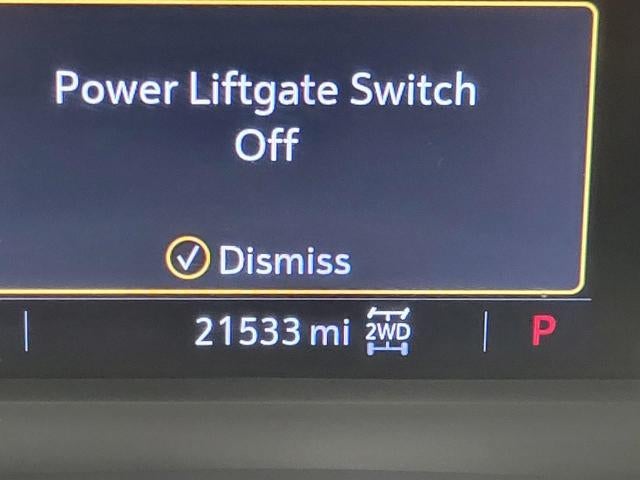 Power Liftgate Switch
Off
Dismiss
21533 mi 2WD P